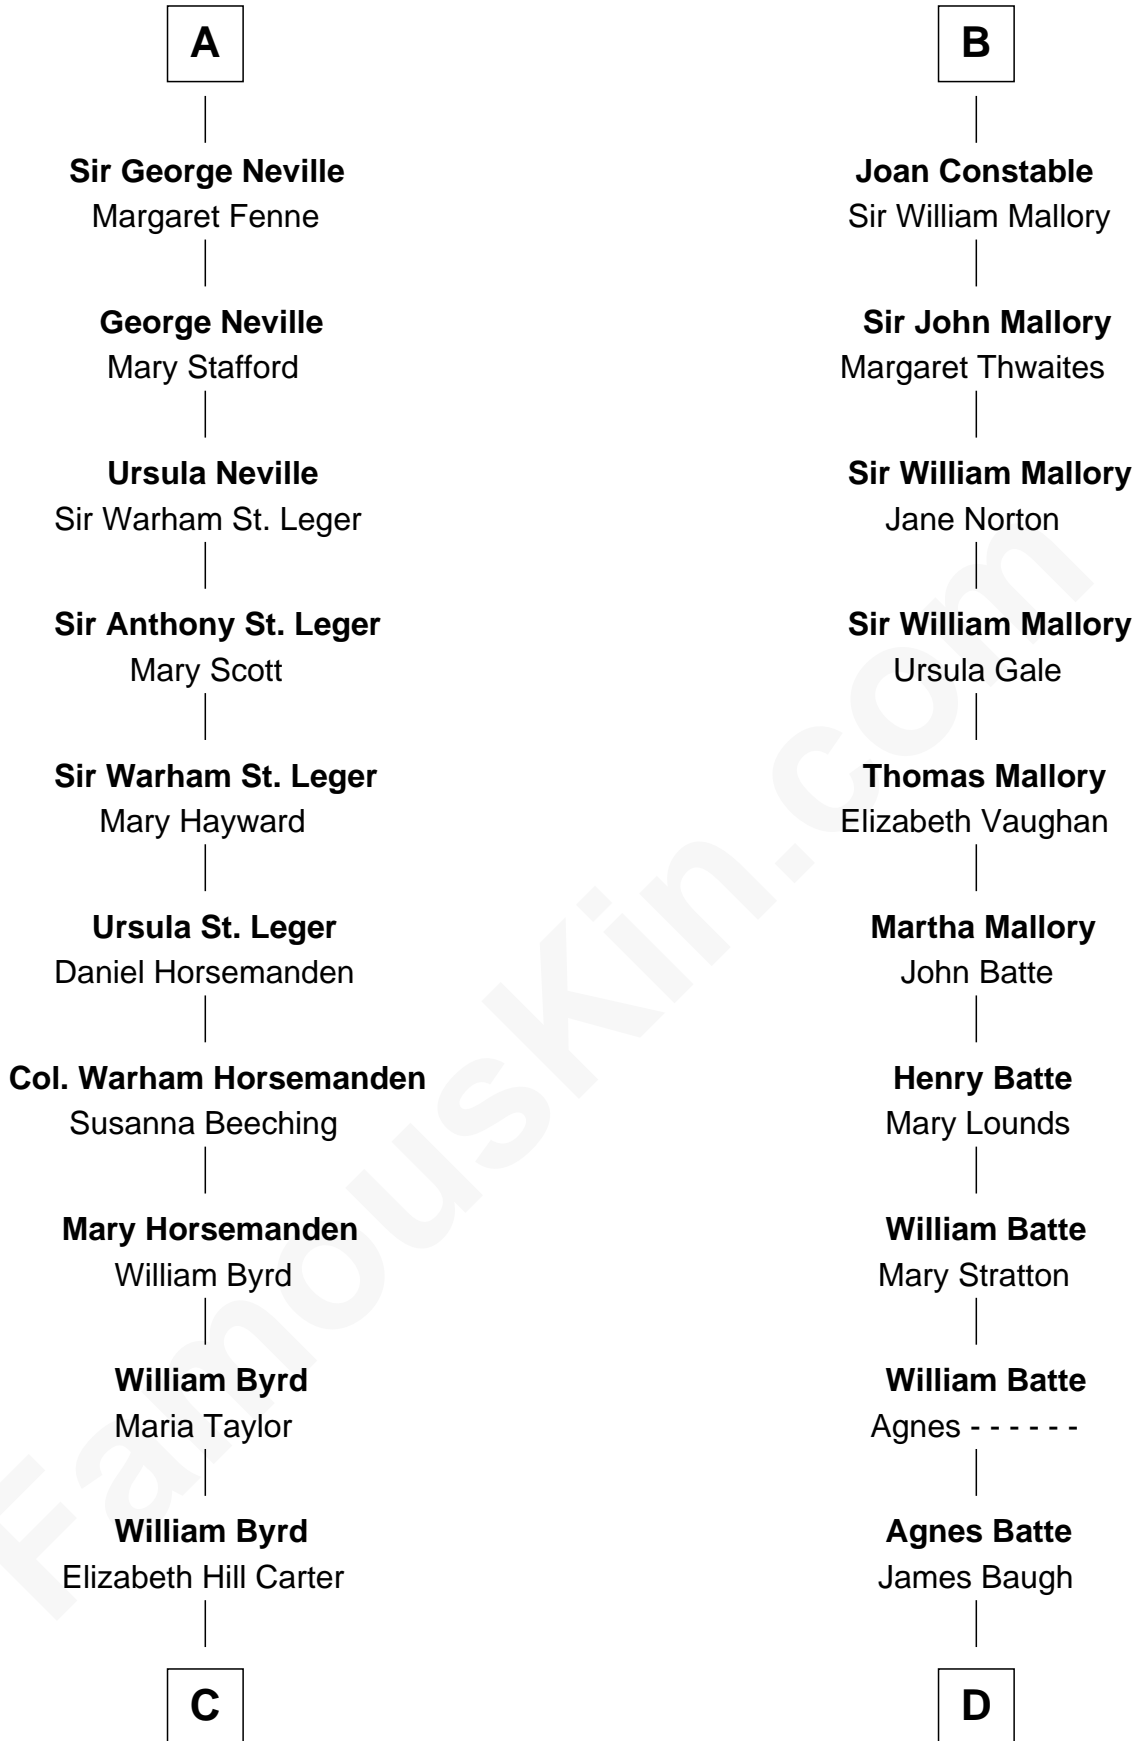 A
Sir George Neville
Margaret Fenne
George Neville
Mary Stafford
Ursula Neville
Sir Warham St. Leger
Sir Anthony St. Leger
Mary Scott
Sir Warham St. Leger
Mary Hayward
Ursula St. Leger
Daniel Horsemanden
Col. Warham Horsemanden
Susanna Beeching
Mary Horsemanden
William Byrd
William Byrd
Maria Taylor
William Byrd
Elizabeth Hill Carter
C
B
Joan Constable
Sir William Mallory
Sir John Mallory
Margaret Thwaites
Sir William Mallory
Jane Norton
Sir William Mallory
Ursula Gale
Thomas Mallory
Elizabeth Vaughan
Martha Mallory
John Batte
Henry Batte
Mary Lounds
William Batte
Mary Stratton
William Batte
Agnes - - - - - -
Agnes Batte
James Baugh
D
FamousKin.com